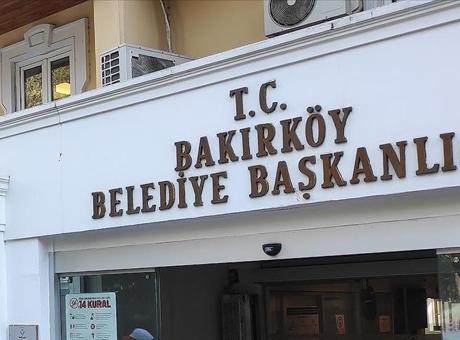 T.C.
BAKIRKÖY
BELEDİYE BAŞKANLI
14 KURAL